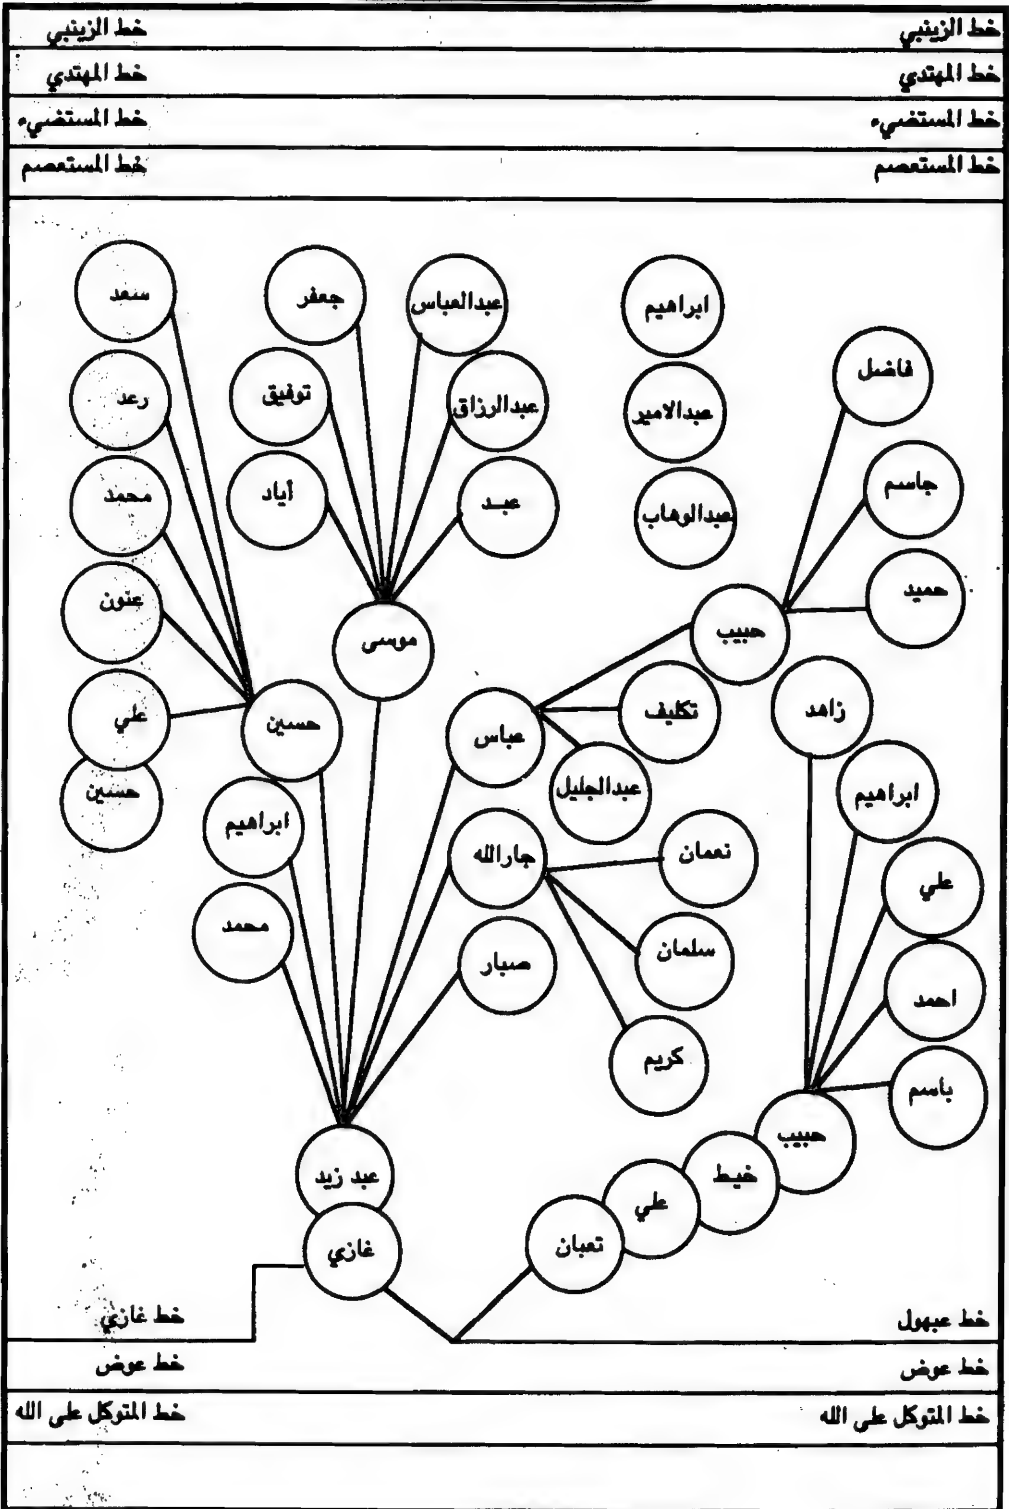 خط الزينبي خط الزينبي
خط المهتدي خط المهتدي
خط المستضيء خط المستضيء
خط المستعصم خط المستعصم
ابراهيم
عبدالامير
عبدالوهاب
فاضل
جاسم
حميد
حبيب
تكليف
عبدالجليل
عباس
عبدالعباس
عبدالرزاق
عبد
جعفر
توفيق
أياد
موسى
سعد
رعد
محمد
عنون
علي
حسين
حسين
ابراهيم
محمد
جارالله
نعمان
سلمان
كريم
صبار
زاهد
ابراهيم
علي
احمد
باسم
حبيب
خيط
علي
تعبان
عبد زيد
غازي
خط عبهول خط غازي
خط عوض خط عوض
خط المتوكل على الله خط المتوكل على الله